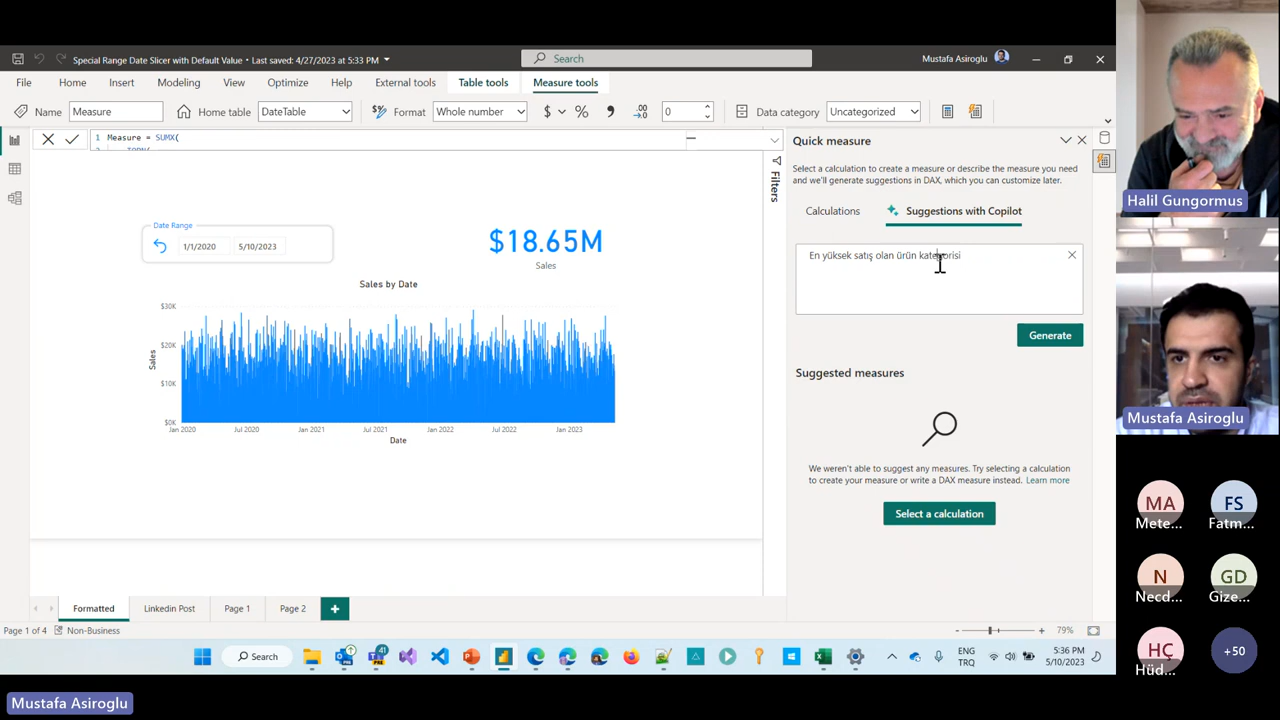 Special Range Date Slicer with Default Value • Last saved: 4/27/2023 at 5:33 PM
Search
Mustafa Asiroglu
File
Home
Insert
Modeling
View
Optimize
Help
External tools
Table tools
Measure tools
Name
Measure
Home table
DateTable
Format
Whole number
$
%
0
Data category
Uncategorized
1 Measure = SUMX(
Filters
Date Range
1/1/2020
5/10/2023
$18.65M
Sales
Sales by Date
$30K
$20K
$10K
$0K
Sales
Jan 2020
Jul 2020
Jan 2021
Jul 2021
Jan 2022
Jul 2022
Jan 2023
Date
Quick measure
Select a calculation to create a measure or describe the measure you need
and we'll generate suggestions in DAX, which you can customize later.
Calculations
Suggestions with Copilot
En yüksek satış olan ürün kategorisi
Generate
Suggested measures
We weren't able to suggest any measures. Try selecting a calculation
to create your measure or write a DAX measure instead. Learn more
Select a calculation
Formatted
Linkedin Post
Page 1
Page 2
Page 1 of 4
Non-Business
79%
Search
ENG
TRQ
5:36 PM
5/10/2023
Halil Gungormus
Mustafa Asiroglu
MA
Mete...
FS
Fatm...
N
Necd...
GD
Gize...
HÇ
Hüd...
+50
Mustafa Asiroglu